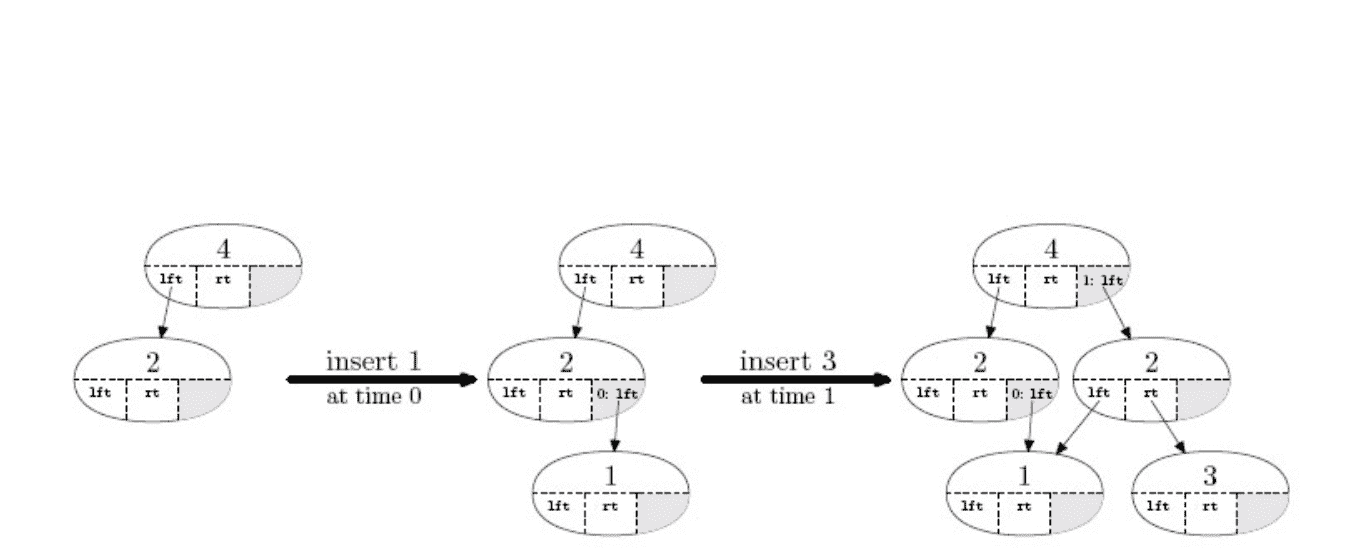 4 4 4
lft rt lft rt lft rt 1: lft
2 insert 1 2 insert 3 2 2
lft rt at time 0 lft rt 0: lft at time 1 lft rt 0: lft lft rt
1 1 3
lft rt lft rt lft rt